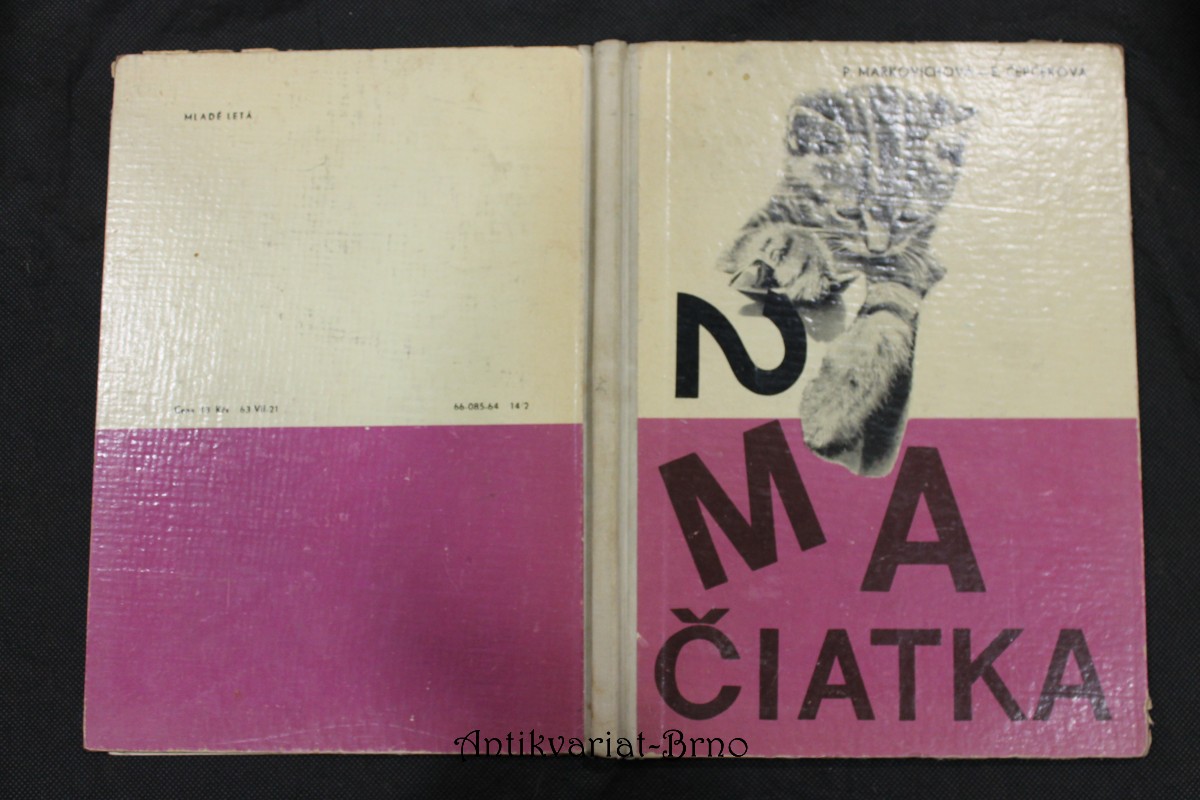 MLADÉ LETÁ
Cena 11 Kčs 63 VII 21
66-085-64 14/2
P. MARKOVICHOVÁ - E. ČEPČEKOVÁ
2
MA
ČIATKA
Antikvariat-Brno